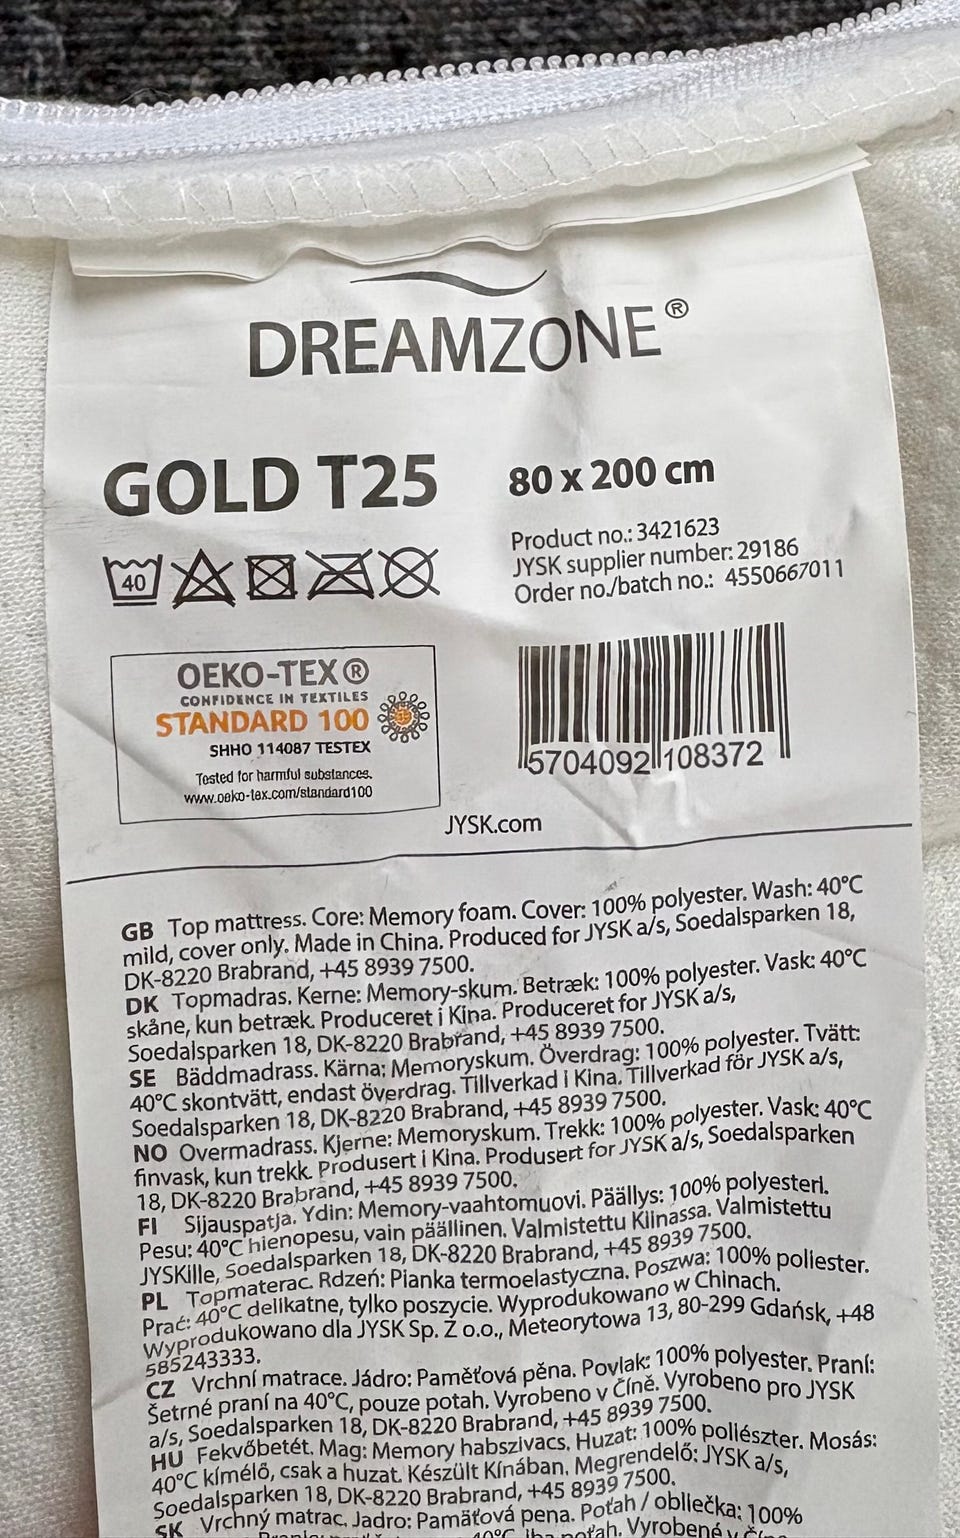 DREAMZONE®
GOLD T25
80 x 200 cm
40
Product no.: 3421623
JYSK supplier number: 29186
Order no./batch no.: 4550667011
OEKO-TEX®
CONFIDENCE IN TEXTILES
STANDARD 100
SHHO 114087 TESTEX
Tested for harmful substances.
www.oeko-tex.com/standard100
5704092 108372
JYSK.com
GB Top mattress. Core: Memory foam. Cover: 100% polyester. Wash: 40°C
mild, cover only. Made in China. Produced for JYSK a/s, Soedalsparken 18,
DK-8220 Brabrand, +45 8939 7500.
DK Topmadras. Kerne: Memory-skum. Betræk: 100% polyester. Vask: 40°C
skåne, kun betræk. Produceret i Kina. Produceret for JYSK a/s,
Soedalsparken 18, DK-8220 Brabrand, +45 8939 7500.
SE Bäddmadrass. Kärna: Memoryskum. Överdrag: 100% polyester. Tvätt:
40°C skontvätt, endast överdrag. Tillverkad i Kina. Tillverkad för JYSK a/s,
Soedalsparken 18, DK-8220 Brabrand, +45 8939 7500.
NO Overmadrass. Kjerne: Memoryskum. Trekk: 100% polyester. Vask: 40°C
finvask, kun trekk. Produsert i Kina. Produsert for JYSK a/s, Soedalsparken
18, DK-8220 Brabrand, +45 8939 7500.
FI Sijauspatja. Ydin: Memory-vaahtomuovi. Päällys: 100% polyesteri.
Pesu: 40°C hienopesu, vain päällinen. Valmistettu Kiinassa. Valmistettu
JYSKille, Soedalsparken 18, DK-8220 Brabrand, +45 8939 7500.
PL Topmaterac. Rdzeń: Pianka termoelastyczna. Poszwa: 100% poliester.
Prać: 40°C delikatne, tylko poszycie. Wyprodukowano w Chinach.
Wyprodukowano dla JYSK Sp. Z o.o., Meteorytowa 13, 80-299 Gdańsk, +48
585243333.
CZ Vrchní matrace. Jádro: Paměťová pěna. Povlak: 100% polyester. Praní:
Šetrné praní na 40°C, pouze potah. Vyrobeno v Číně. Vyrobeno pro JYSK
a/s, Soedalsparken 18, DK-8220 Brabrand, +45 8939 7500.
HU Fekvőbetét. Mag: Memory habszivacs. Huzat: 100% poliészter. Mosás:
40°C kímélő, csak a huzat. Készült Kínában. Megrendelő: JYSK a/s,
Soedalsparken 18, DK-8220 Brabrand, +45 8939 7500.
SK Vrchný matrac. Jadro: Pamäťová pena. Poťah / obliečka: 100%
40°C, iba poťah. Vyrobené v